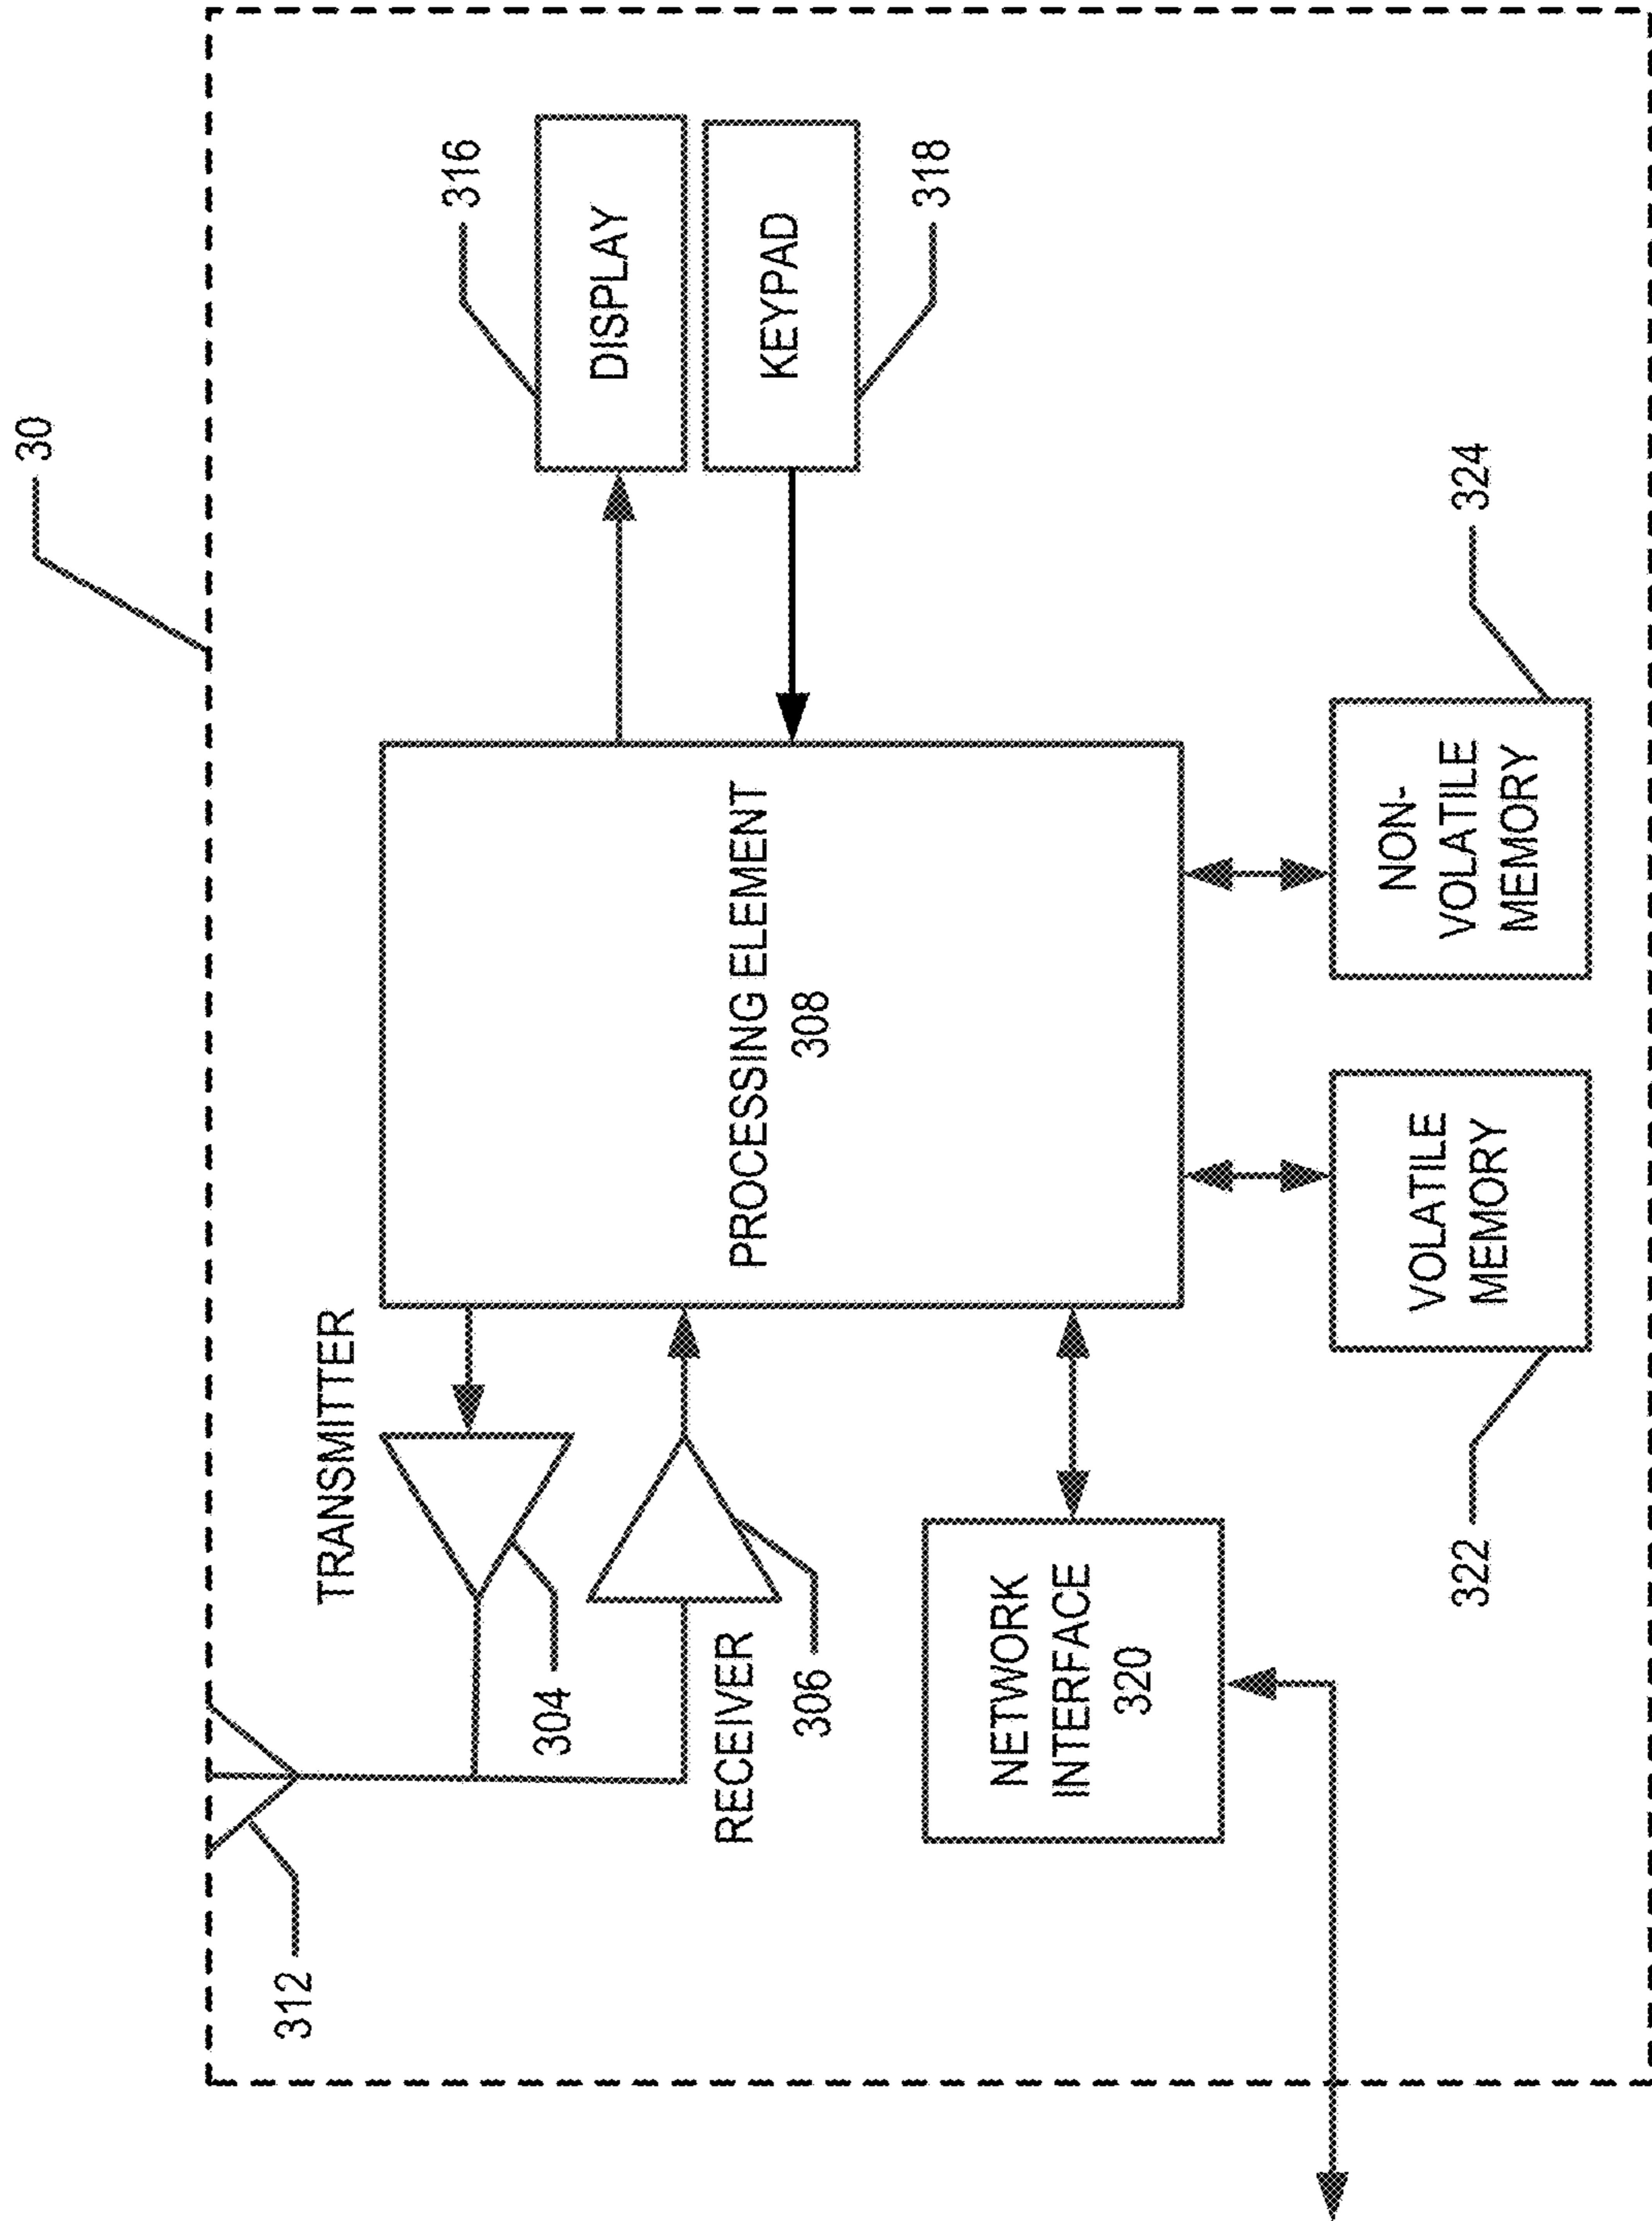 30
312
TRANSMITTER
304
RECEIVER
306
PROCESSING ELEMENT
308
316
DISPLAY
KEYPAD
318
NETWORK
INTERFACE
320
322
VOLATILE
MEMORY
NON-
VOLATILE
MEMORY
324